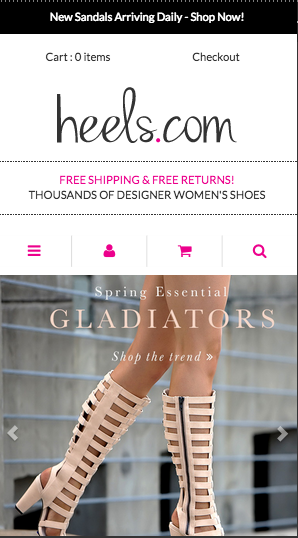 New Sandals Arriving Daily - Shop Now!
Cart : 0 items
Checkout
heels.com
FREE SHIPPING & FREE RETURNS!
THOUSANDS OF DESIGNER WOMEN'S SHOES
Spring Essential
GLADIATORS
Shop the trend »